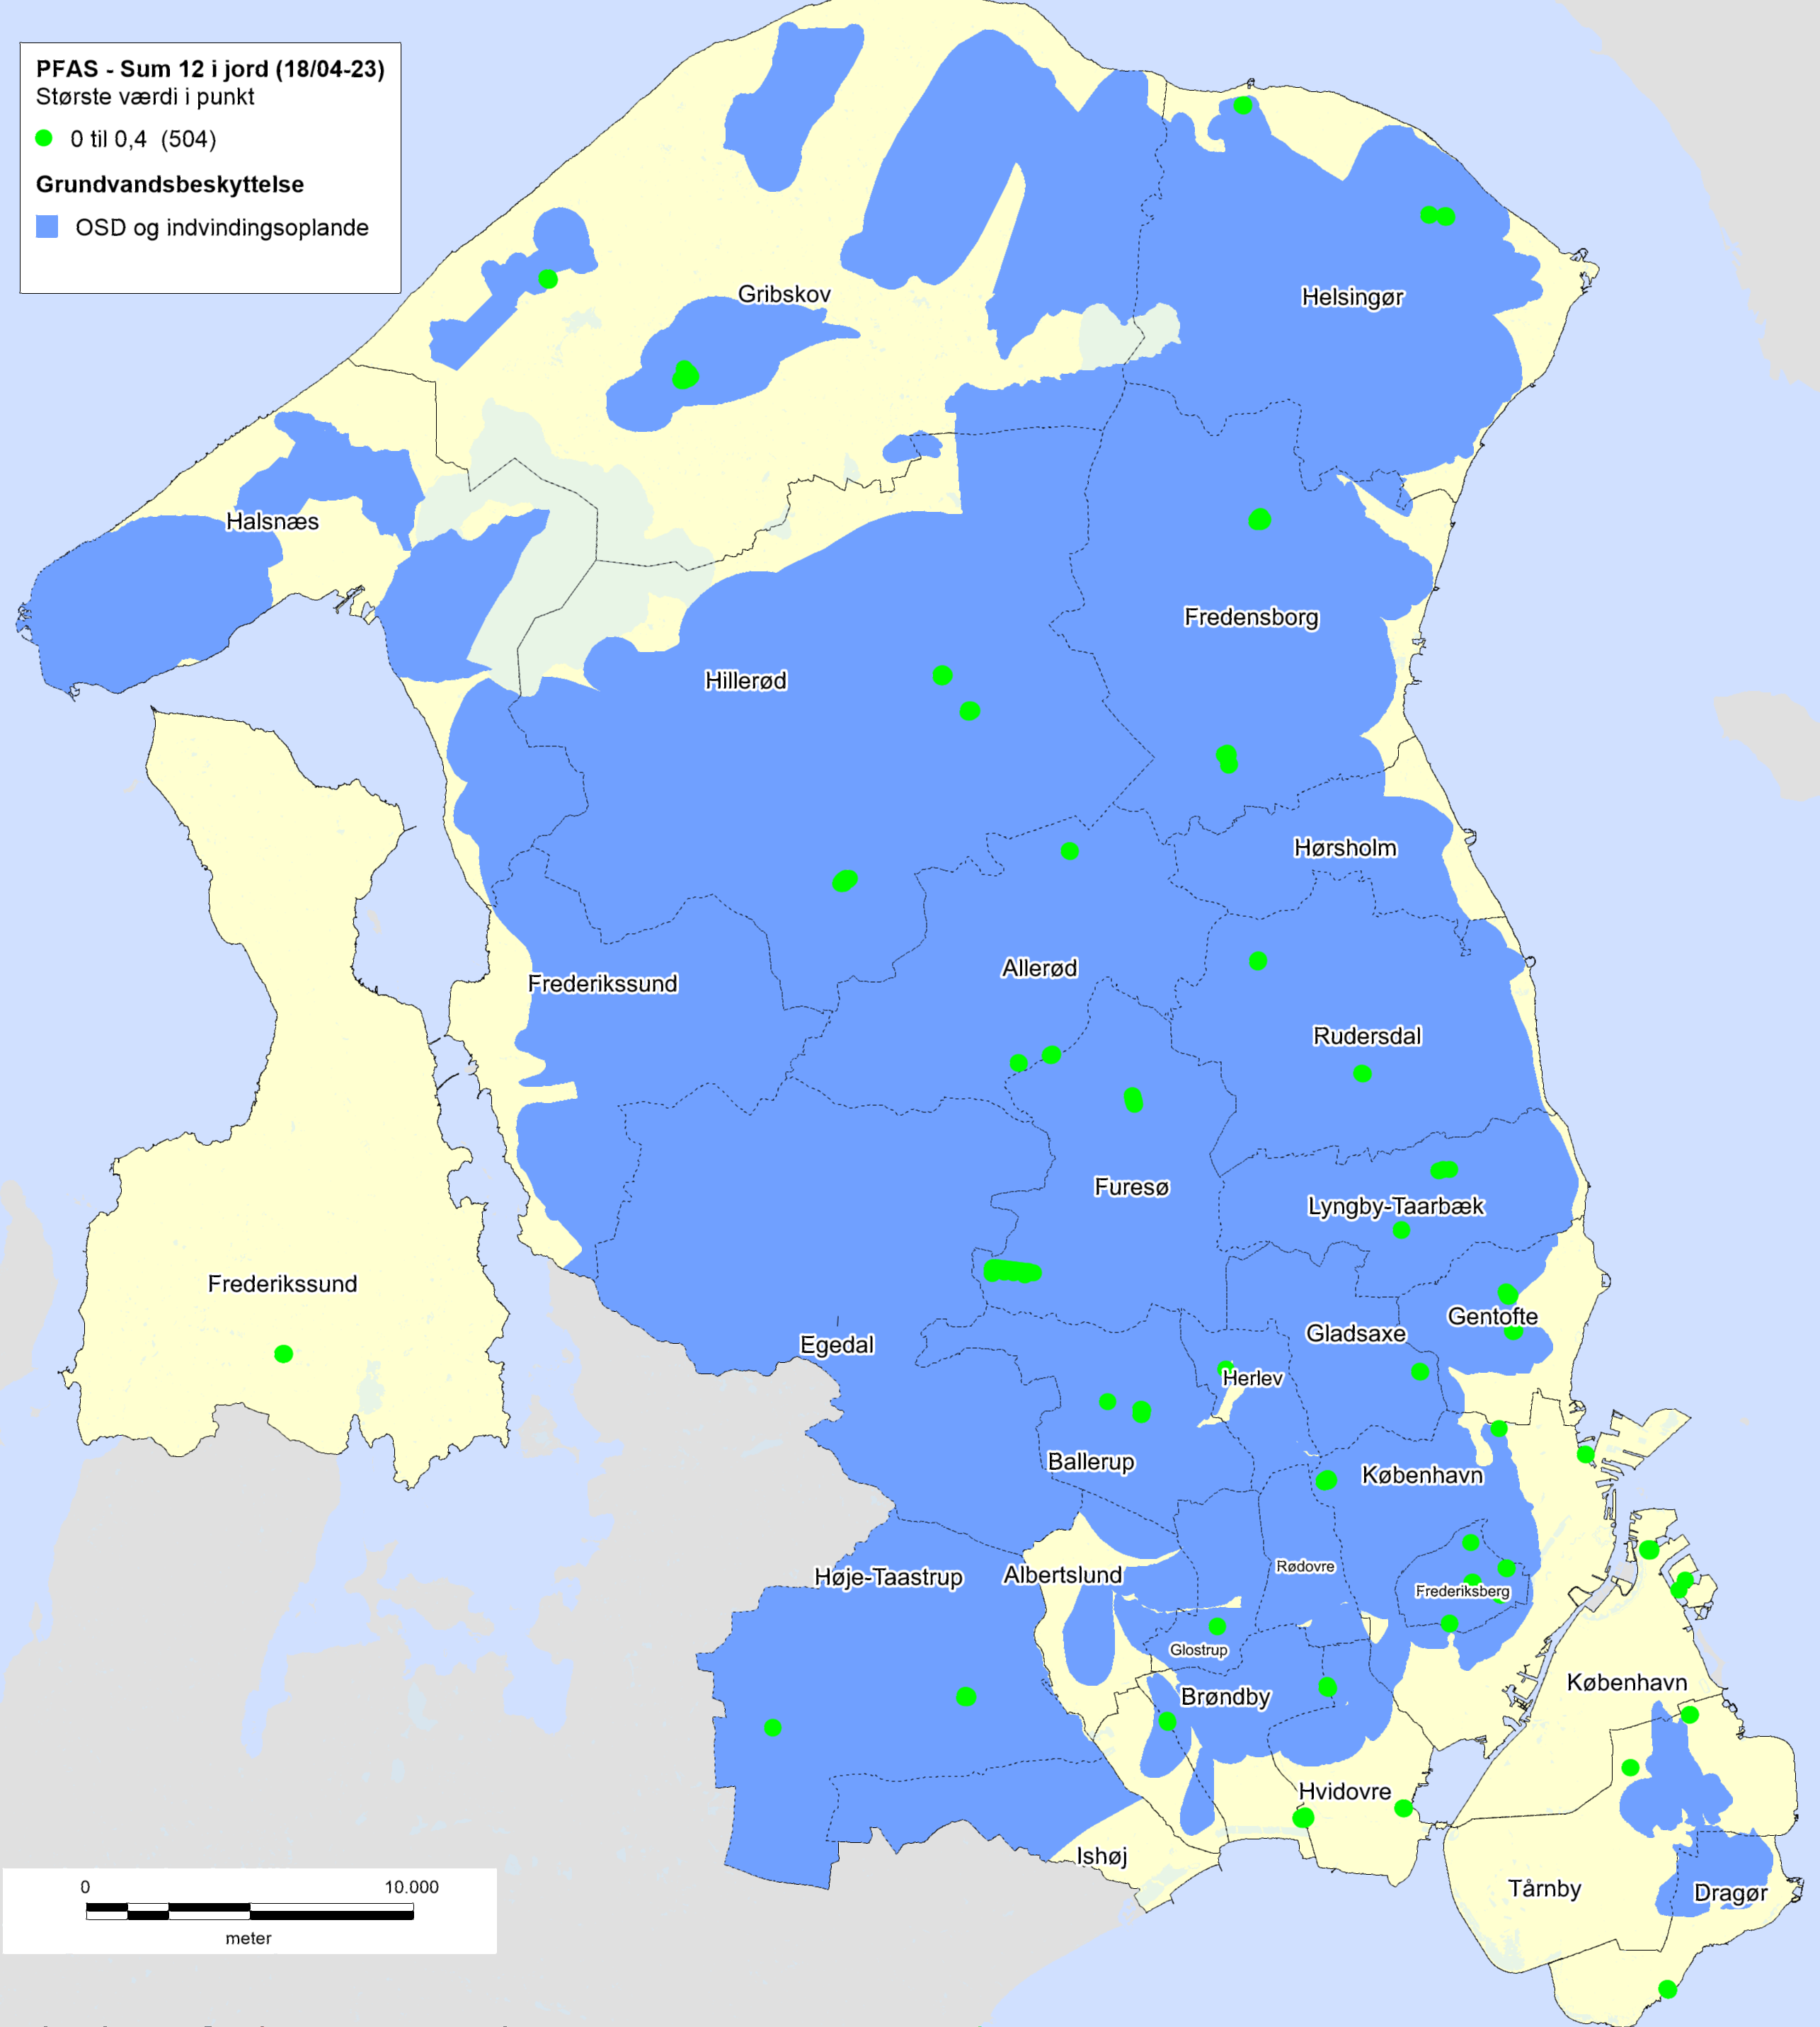 PFAS - Sum 12 i jord (18/04-23)
Største værdi i punkt
0 til 0,4 (504)
Grundvandsbeskyttelse
OSD og indvindingsoplande
Gribskov
Helsingør
Halsnæs
Fredensborg
Hillerød
Hørsholm
Allerød
Frederikssund
Rudersdal
Furesø
Lyngby-Taarbæk
Frederikssund
Gentofte
Gladsaxe
Egedal
Herlev
Ballerup
København
Rødovre
Albertslund
Høje-Taastrup
Frederiksberg
Glostrup
København
Brøndby
Hvidovre
Ishøj
Tårnby
Dragør
0 10.000
meter